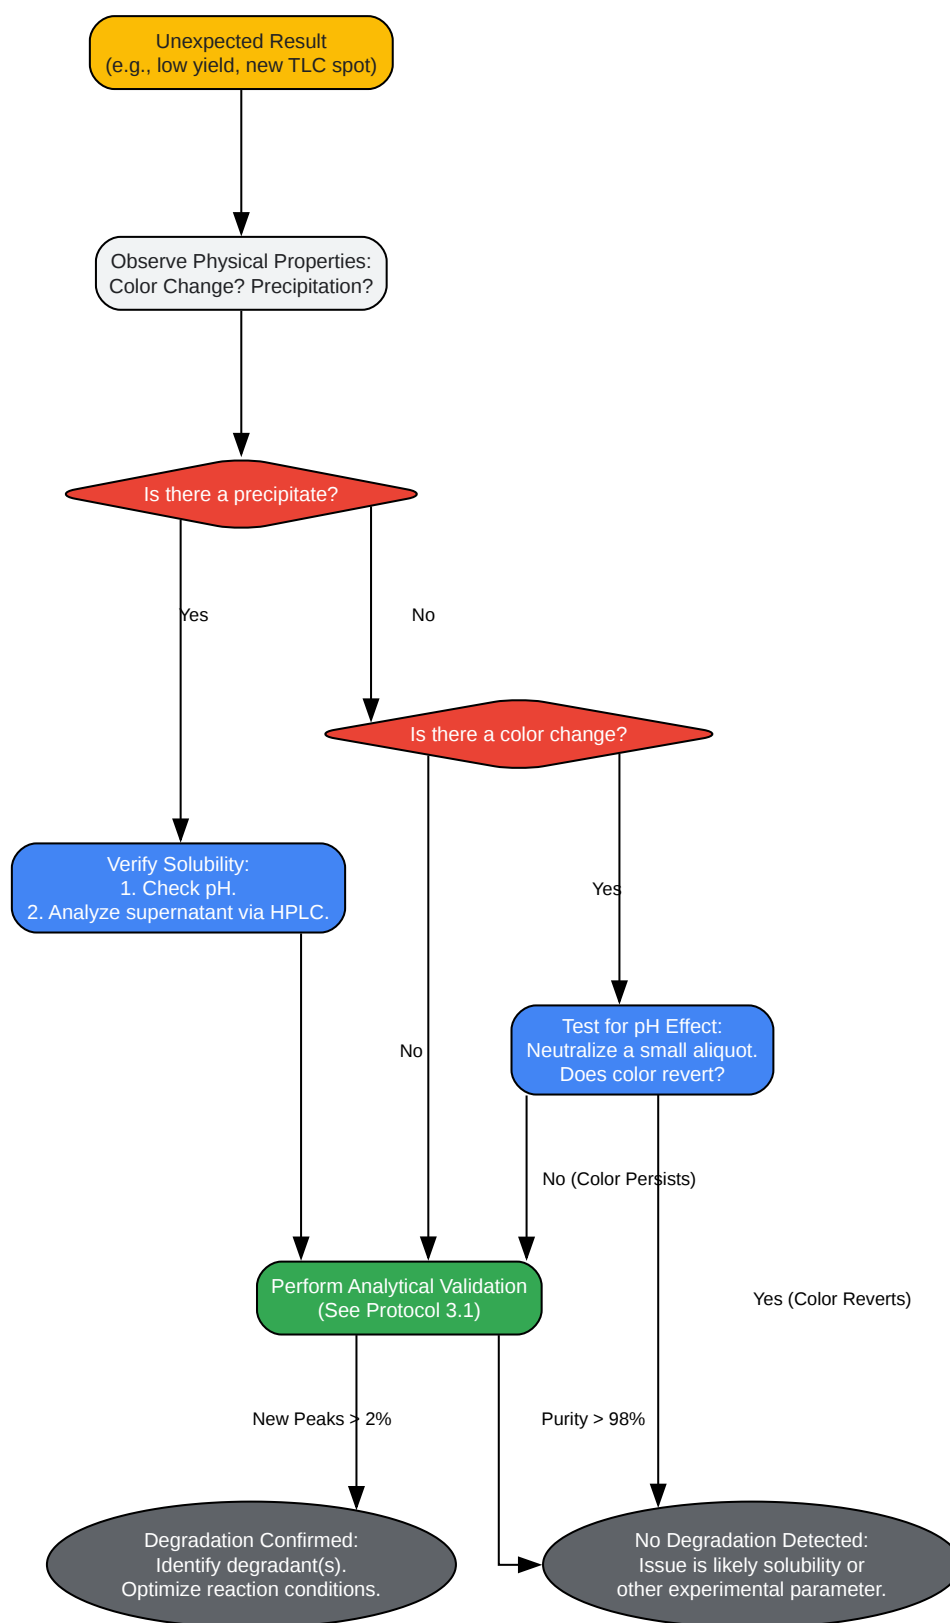 Unexpected Result
(e.g., low yield, new TLC spot)
Observe Physical Properties:
Color Change? Precipitation?
Is there a precipitate?
Yes
No
Is there a color change?
Verify Solubility:
1. Check pH.
2. Analyze supernatant via HPLC.
Yes
No
Test for pH Effect:
Neutralize a small aliquot.
Does color revert?
No (Color Persists)
Perform Analytical Validation
(See Protocol 3.1)
Yes (Color Reverts)
New Peaks > 2%
Purity > 98%
Degradation Confirmed:
Identify degradant(s).
Optimize reaction conditions.
No Degradation Detected:
Issue is likely solubility or
other experimental parameter.